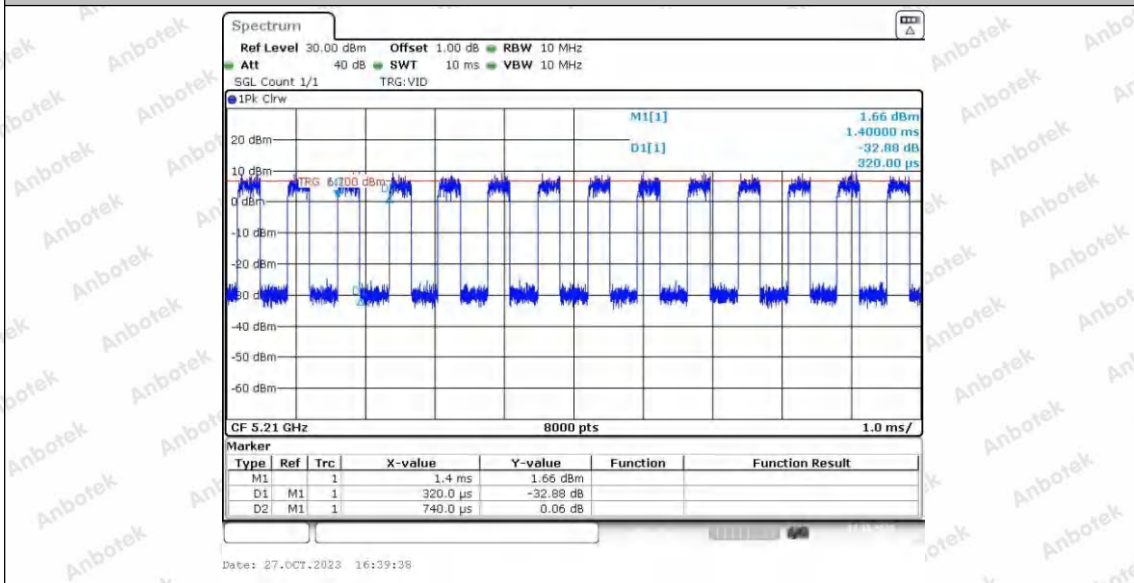 Spectrum
Ref Level 30.00 dBm Offset 1.00 dB RBW 10 MHz
Att 40 dB SWT 10 ms VBW 10 MHz
SGL Count 1/1 TRG:VID
1Pk Clrw
M1[1] 1.66 dBm
1.40000 ms
20 dBm
D1[1] -32.88 dB
320.00 µs
10 dBm
0 dBm
-10 dBm
-20 dBm
-40 dBm
-50 dBm
-60 dBm
CF 5.21 GHz 8000 pts 1.0 ms/
Marker
Type Ref Trc X-value Y-value Function Function Result
M1 1 1.4 ms 1.66 dBm
D1 M1 1 320.0 µs -32.88 dB
D2 M1 1 740.0 µs 0.06 dB
Date: 27.OCT.2023 16:39:38
Anbotek